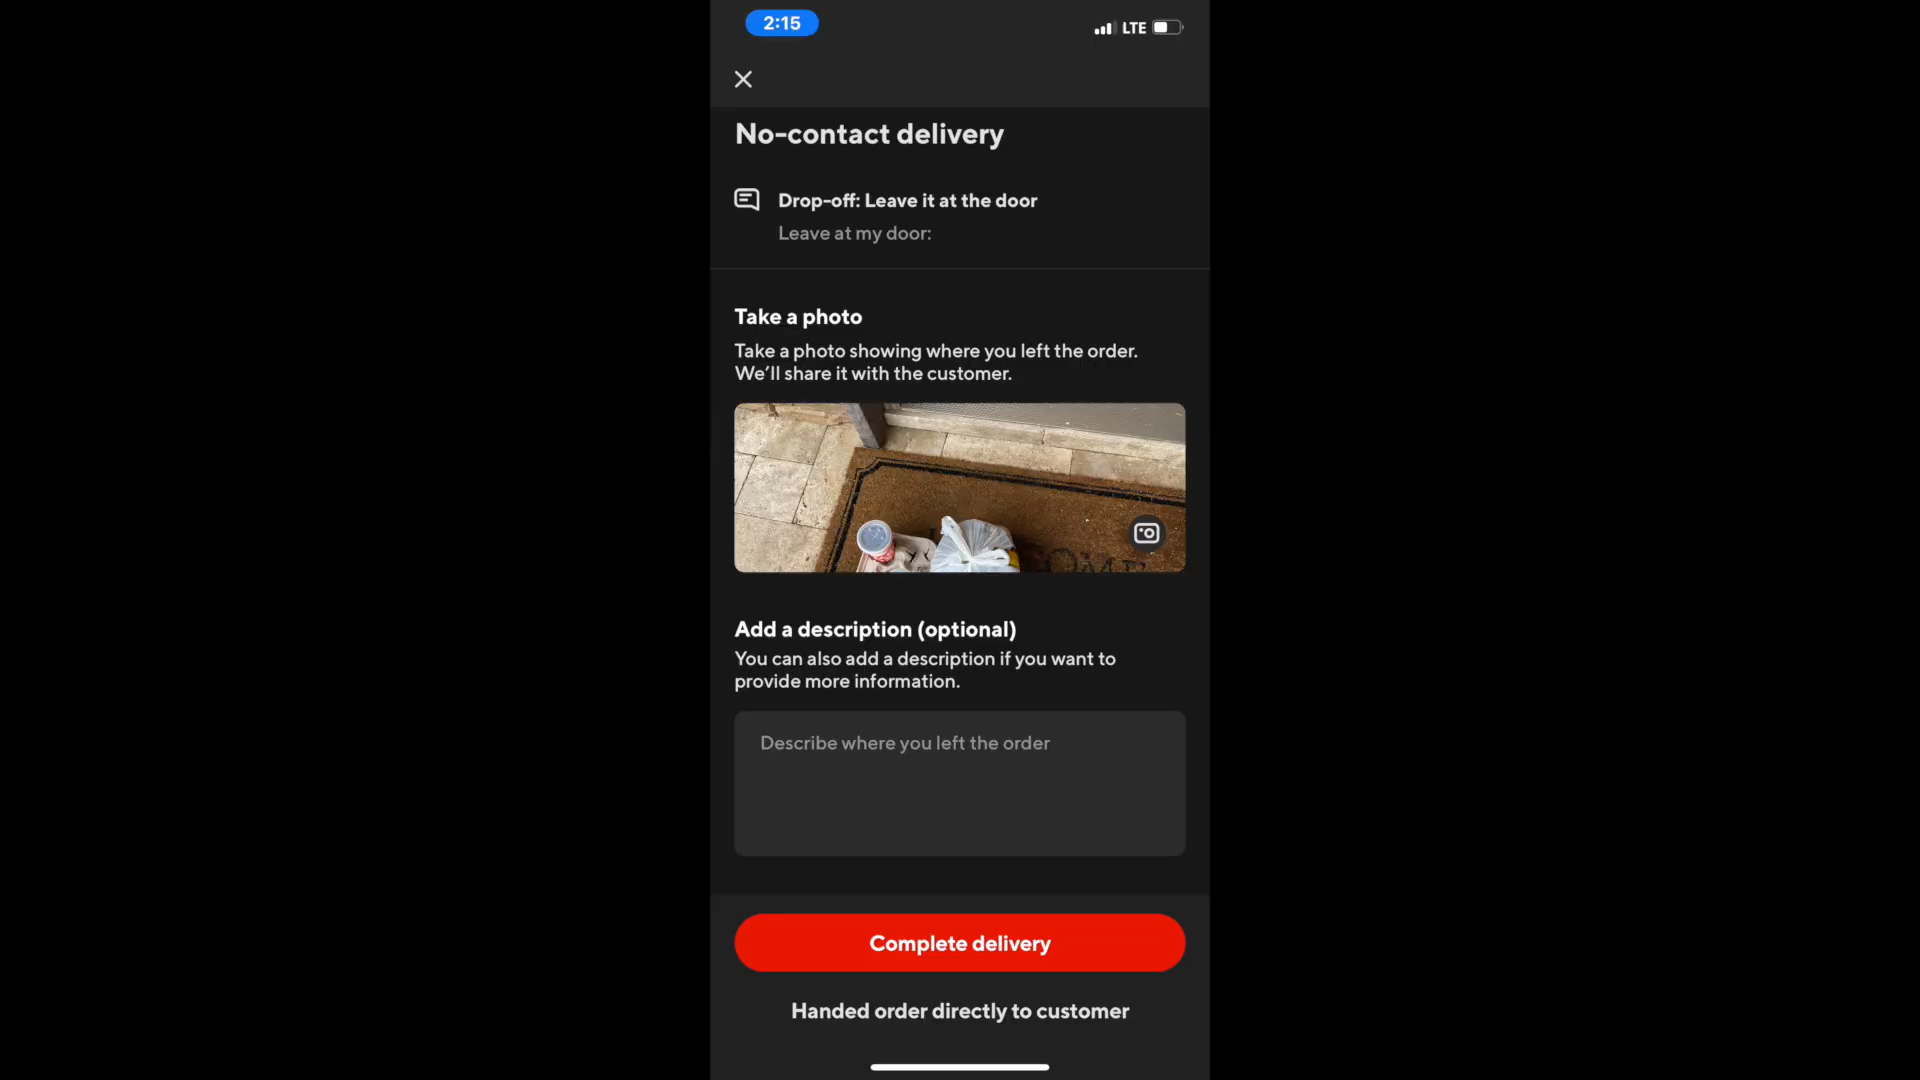 2:15
LTE
No-contact delivery
Drop-off: Leave it at the door
Leave at my door:
Take a photo
Take a photo showing where you left the order.
We'll share it with the customer.
Add a description (optional)
You can also add a description if you want to
provide more information.
Describe where you left the order
Complete delivery
Handed order directly to customer